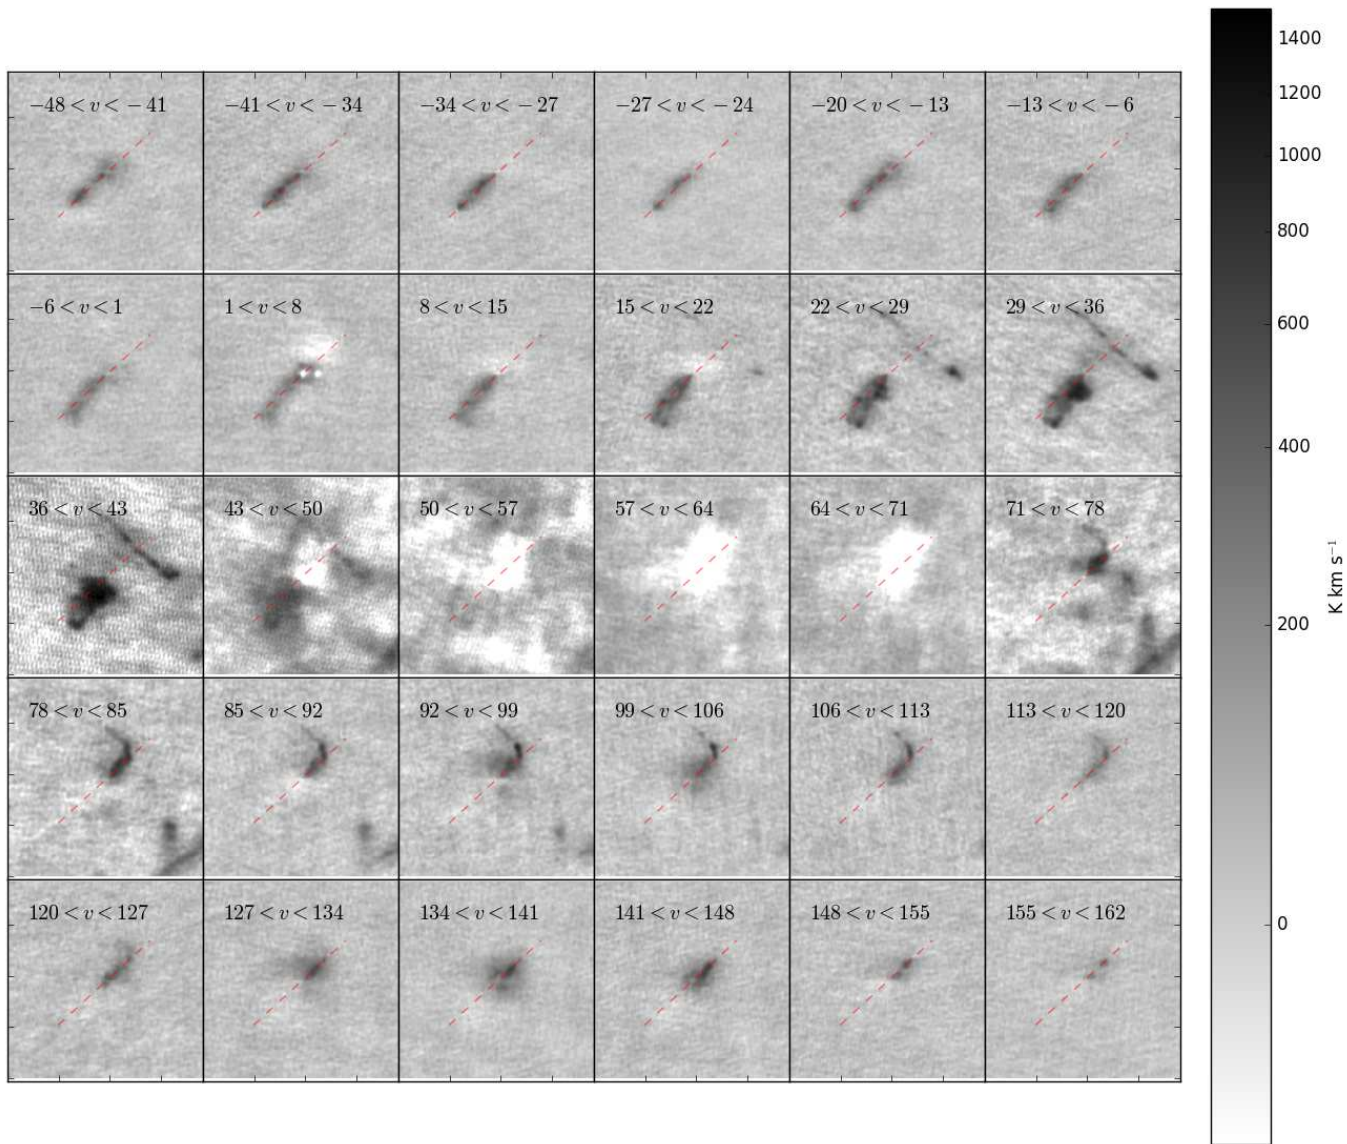 −48 < v < −41
−41 < v < −34
−34 < v < −27
−27 < v < −24
−20 < v < −13
−13 < v < −6
−6 < v < 1
1 < v < 8
8 < v < 15
15 < v < 22
22 < v < 29
29 < v < 36
36 < v < 43
43 < v < 50
50 < v < 57
57 < v < 64
64 < v < 71
71 < v < 78
78 < v < 85
85 < v < 92
92 < v < 99
99 < v < 106
106 < v < 113
113 < v < 120
120 < v < 127
127 < v < 134
134 < v < 141
141 < v < 148
148 < v < 155
155 < v < 162
1400
1200
1000
800
600
400
200
0
K km s⁻¹